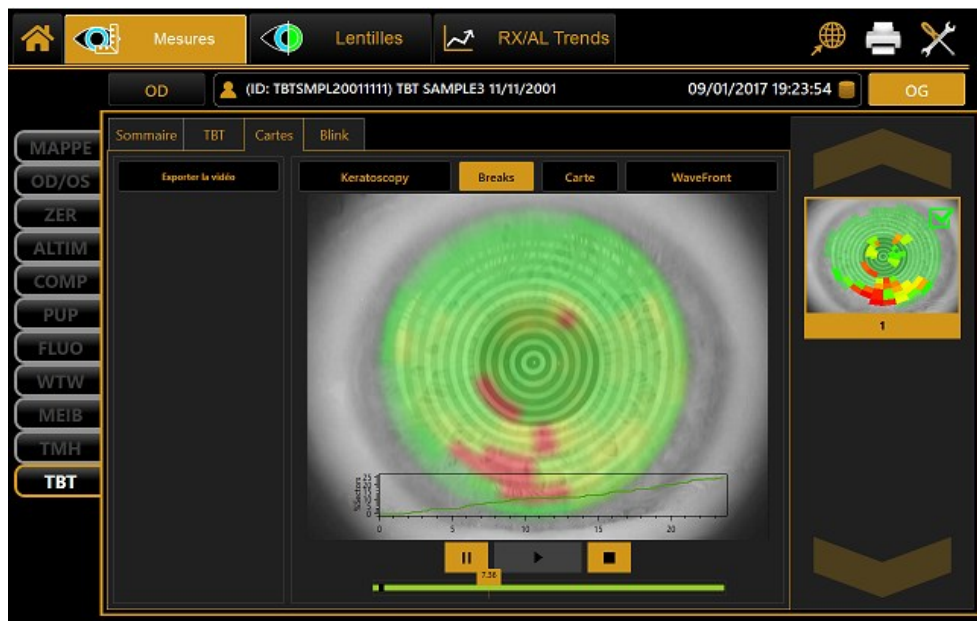 Mesures
Lentilles
RX/AL Trends
OD
(ID: TBTSMPL20011111) TBT SAMPLE3 11/11/2001
09/01/2017 19:23:54
OG
Sommaire
TBT
Cartes
Blink
MAPPE
OD/OS
ZER
ALTIM
COMP
PUP
FLUO
WTW
MEIB
TMH
TBT
Exporter la vidéo
Keratoscopy
Breaks
Carte
WaveFront
1
%Sectors
25
0
5
10
15
20
7.36